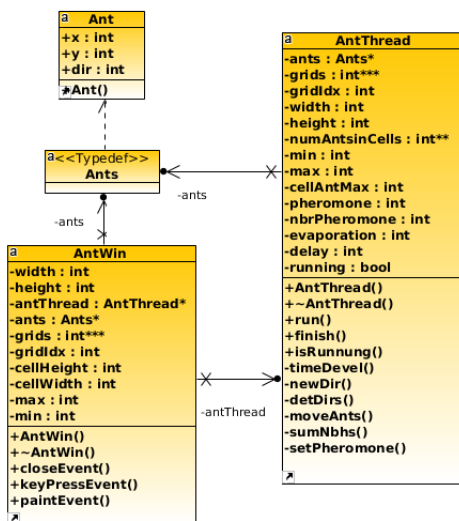 a
Ant
+x : int
+y : int
+dir : int
+Ant()
a
<<Typedef>>
Ants
-ants
-ants
a
AntWin
-width : int
-height : int
-antThread : AntThread*
-ants : Ants*
-grids : int***
-gridIdx : int
-cellHeight : int
-cellWidth : int
-max : int
-min : int
+AntWin()
+~AntWin()
+closeEvent()
+keyPressEvent()
+paintEvent()
-antThread
a
AntThread
-ants : Ants*
-grids : int***
-gridIdx : int
-width : int
-height : int
-numAntsinCells : int**
-min : int
-max : int
-cellAntMax : int
-pheromone : int
-nbrPheromone : int
-evaporation : int
-delay : int
-running : bool
+AntThread()
+~AntThread()
+run()
+finish()
+isRunnung()
-timeDevel()
-newDir()
-detDirs()
-moveAnts()
-sumNbhs()
-setPheromone()